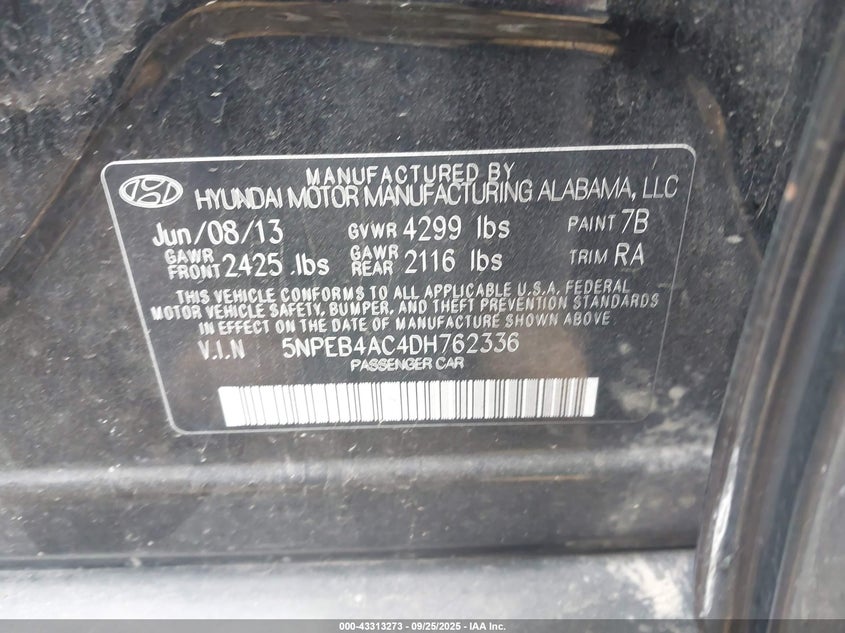 MANUFACTURED BY
HYUNDAI MOTOR MANUFACTURING ALABAMA, LLC
Jun/08/13 GVWR 4299 lbs PAINT 7B
GAWR FRONT 2425 .lbs GAWR REAR 2116 lbs TRIM RA
THIS VEHICLE CONFORMS TO ALL APPLICABLE U.S.A. FEDERAL
MOTOR VEHICLE SAFETY, BUMPER, AND THEFT PREVENTION STANDARDS
IN EFFECT ON THE DATE OF MANUFACTURE SHOWN ABOVE.
V.I.N 5NPEB4AC4DH762336
PASSENGER CAR
000-43313273 - 09/25/2025 - IAA Inc.